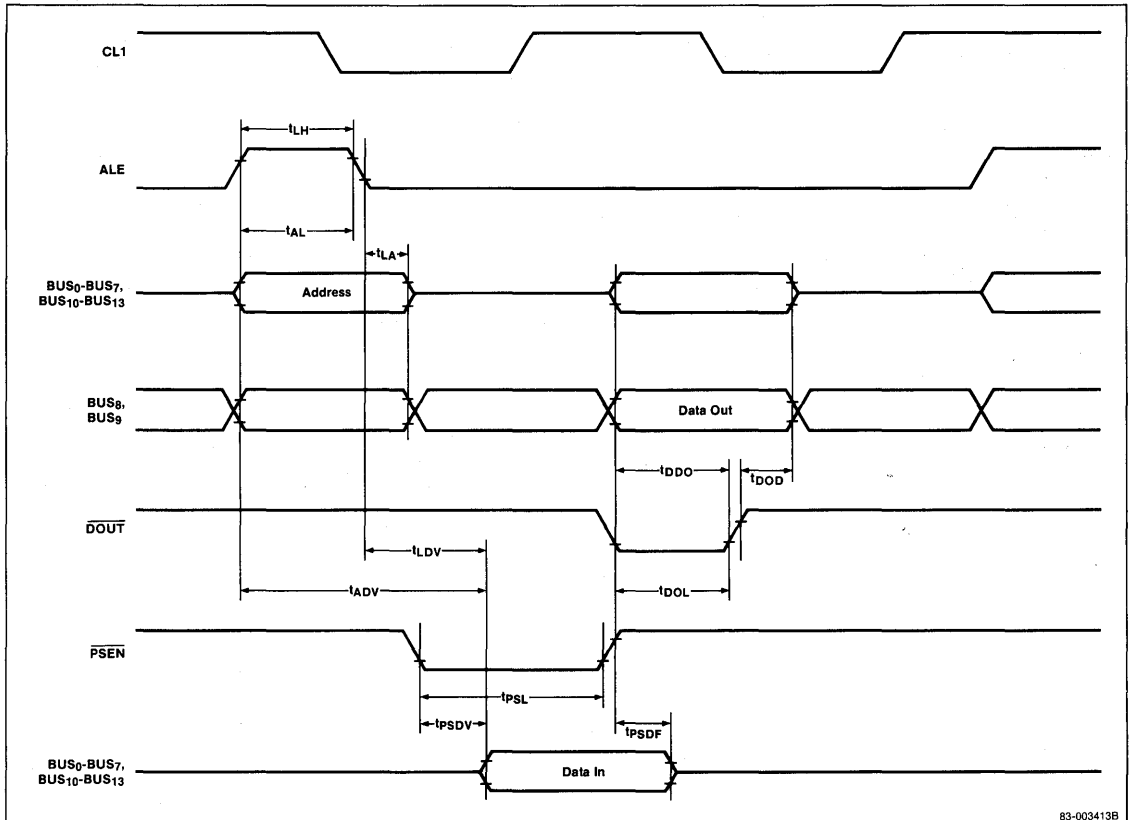 CL1
tLH
ALE
tAL
tLA
BUS0-BUS7,
BUS10-BUS13
Address
BUS8,
BUS9
Data Out
tDDO
tDOD
DOUT
tLDV
tADV
tDOL
PSEN
tPSL
tPSDV
tPSDF
BUS0-BUS7,
BUS10-BUS13
Data In
83-003413B